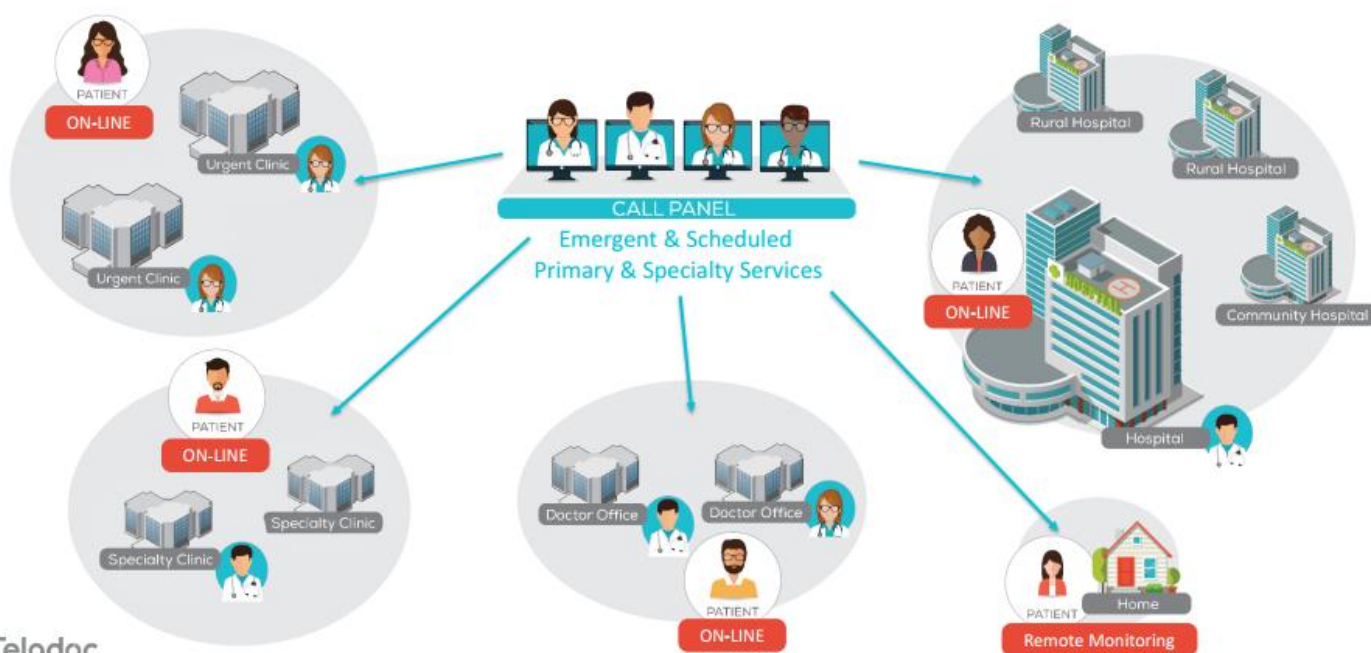 PATIENT
ON-LINE
Urgent Clinic
Urgent Clinic
CALL PANEL
Emergent & Scheduled
Primary & Specialty Services
Rural Hospital
Rural Hospital
PATIENT
ON-LINE
HOSPITAL
H
Community Hospital
Hospital
PATIENT
ON-LINE
Specialty Clinic
Specialty Clinic
Doctor Office
Doctor Office
PATIENT
ON-LINE
PATIENT
Home
Remote Monitoring